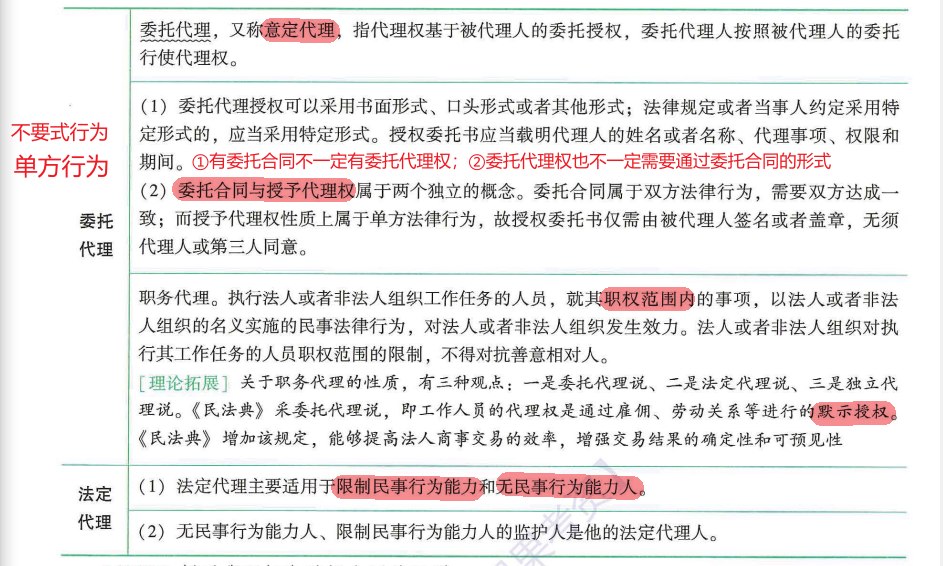 委托代理，又称意定代理，指代理权基于被代理人的委托授权，委托代理人按照被代理人的委托
行使代理权。
不要式行为
单方行为
委托
代理
（1）委托代理授权可以采用书面形式、口头形式或者其他形式；法律规定或者当事人约定采用特
定形式的，应当采用特定形式。授权委托书应当载明代理人的姓名或者名称、代理事项、权限和
期间。①有委托合同不一定有委托代理权；②委托代理权也不一定需要通过委托合同的形式
（2）委托合同与授予代理权属于两个独立的概念。委托合同属于双方法律行为，需要双方达成一
致；而授予代理权性质上属于单方法律行为，故授权委托书仅需由被代理人签名或者盖章，无须
代理人或第三人同意。
职务代理。执行法人或者非法人组织工作任务的人员，就其职权范围内的事项，以法人或者非法
人组织的名义实施的民事法律行为，对法人或者非法人组织发生效力。法人或者非法人组织对执
行其工作任务的人员职权范围的限制，不得对抗善意相对人。
［理论拓展］关于职务代理的性质，有三种观点：一是委托代理说、二是法定代理说、三是独立代
理说。《民法典》采委托代理说，即工作人员的代理权是通过雇佣、劳动关系等进行的默示授权。
《民法典》增加该规定，能够提高法人商事交易的效率，增强交易结果的确定性和可预见性
法定
代理
（1）法定代理主要适用于限制民事行为能力和无民事行为能力人。
（2）无民事行为能力人、限制民事行为能力人的监护人是他的法定代理人。